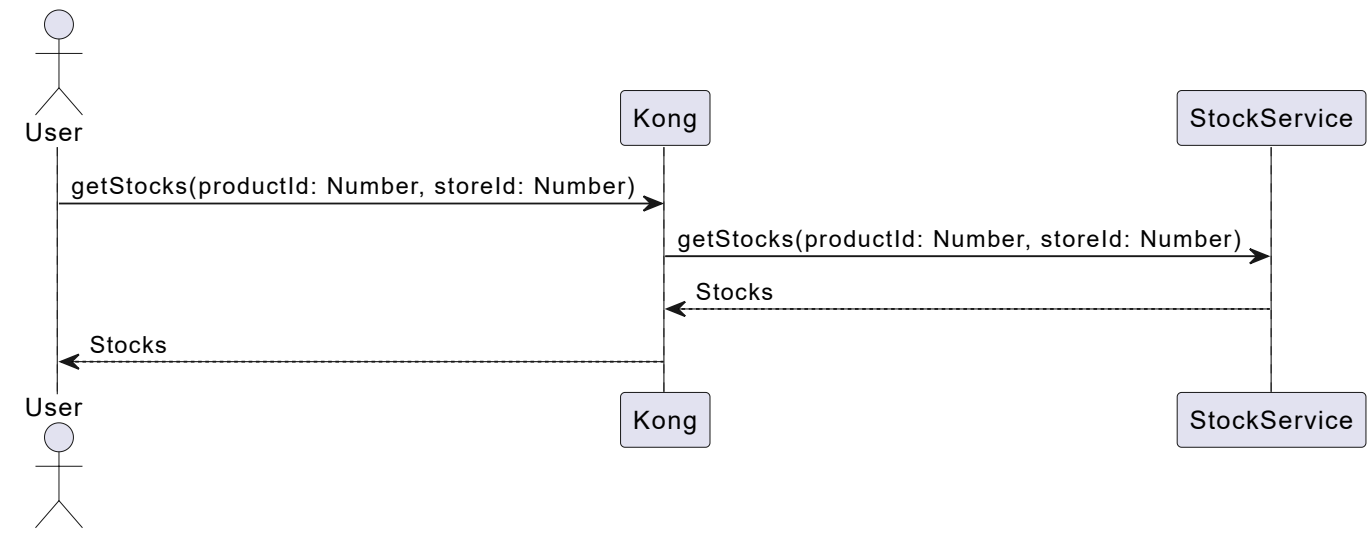 User
Kong
StockService
getStocks(productId: Number, storeId: Number)
getStocks(productId: Number, storeId: Number)
Stocks
Stocks
User
Kong
StockService